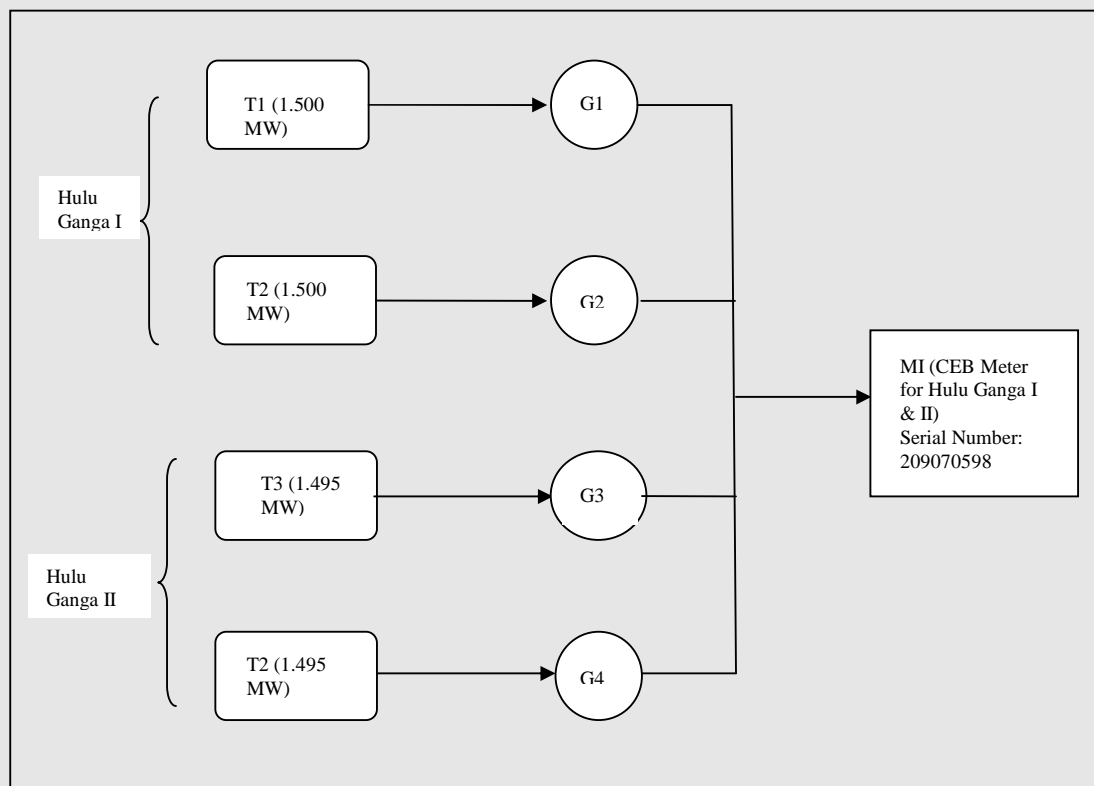 T1 (1.500
MW)
G1
Hulu
Ganga I
T2 (1.500
MW)
G2
MI (CEB Meter
for Hulu Ganga I
& II)
Serial Number:
209070598
T3 (1.495
MW)
G3
Hulu
Ganga II
T2 (1.495
MW)
G4